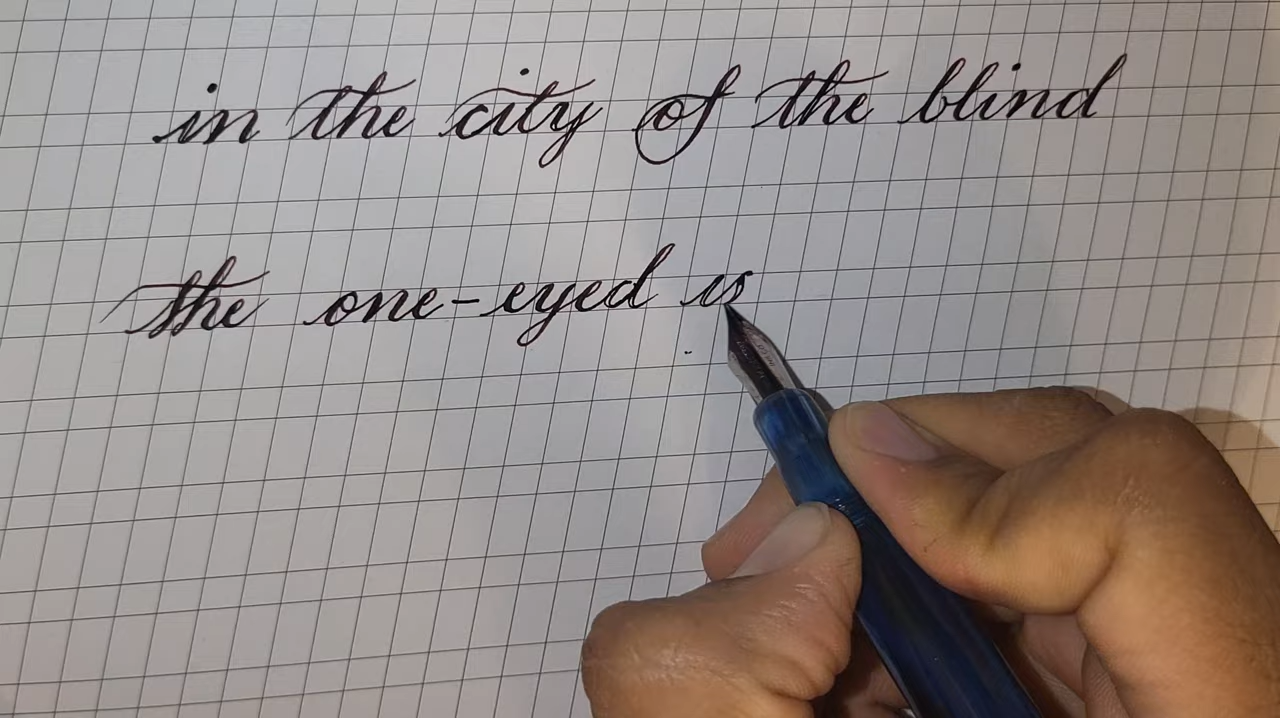 in the city of the blind
the one-eyed is